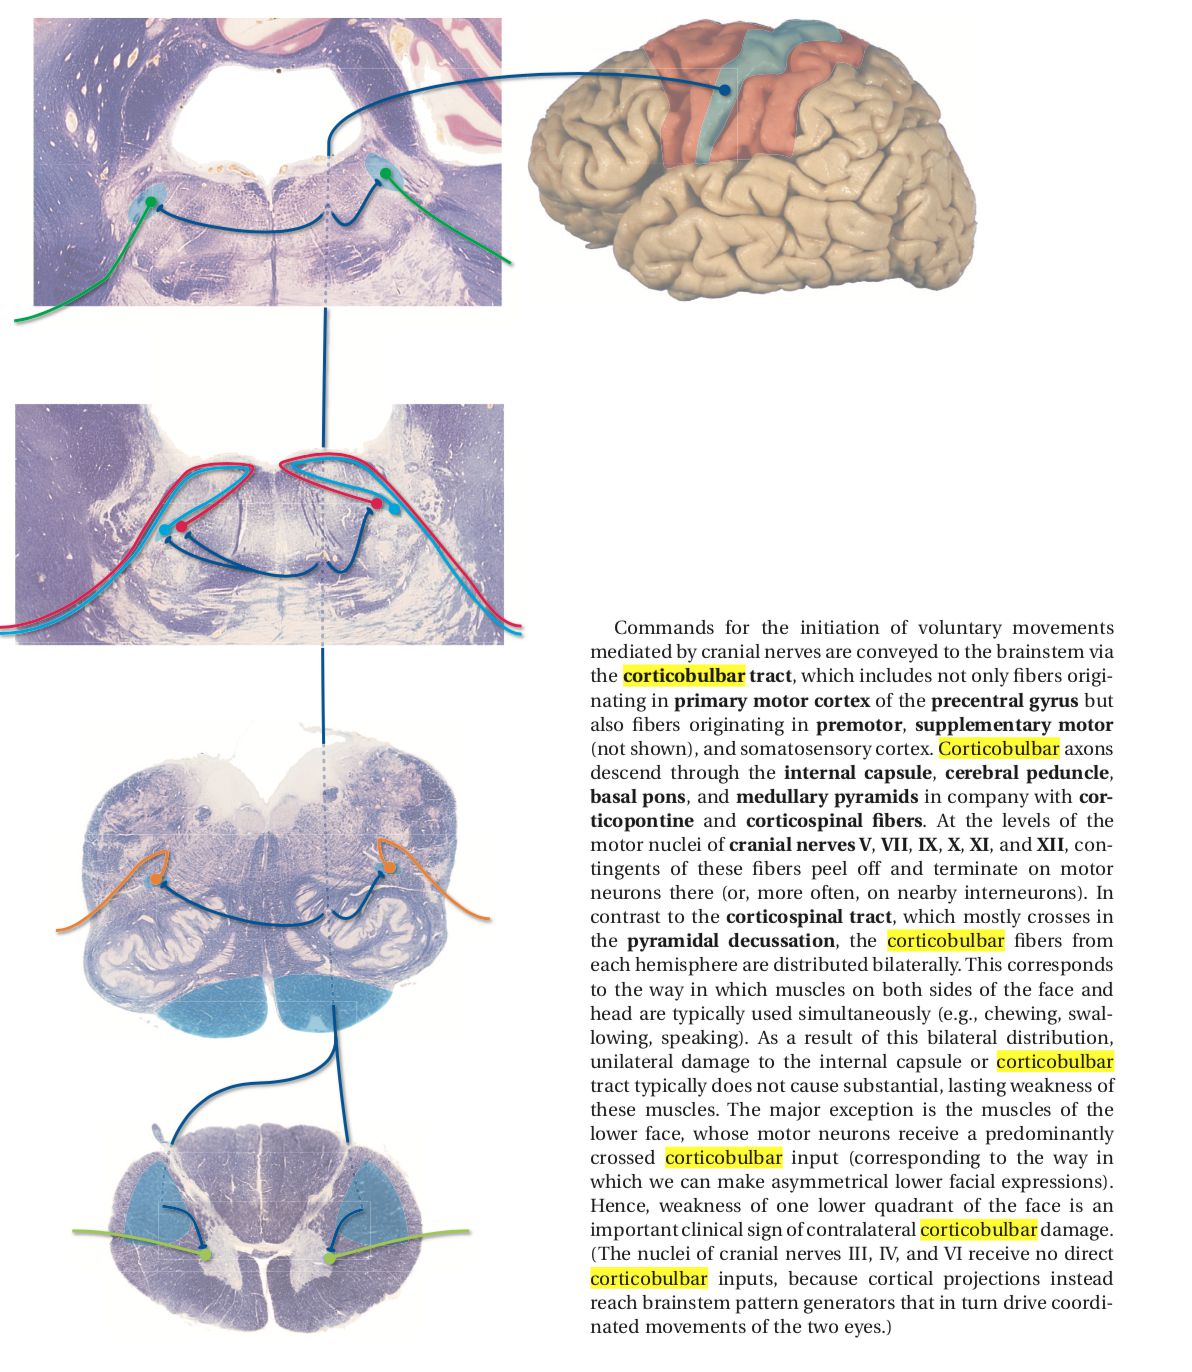 Commands for the initiation of voluntary movements
mediated by cranial nerves are conveyed to the brainstem via
the corticobulbar tract, which includes not only fibers origi-
nating in primary motor cortex of the precentral gyrus but
also fibers originating in premotor, supplementary motor
(not shown), and somatosensory cortex. Corticobulbar axons
descend through the internal capsule, cerebral peduncle,
basal pons, and medullary pyramids in company with cor-
ticopontine and corticospinal fibers. At the levels of the
motor nuclei of cranial nerves V, VII, IX, X, XI, and XII, con-
tingents of these fibers peel off and terminate on motor
neurons there (or, more often, on nearby interneurons). In
contrast to the corticospinal tract, which mostly crosses in
the pyramidal decussation, the corticobulbar fibers from
each hemisphere are distributed bilaterally. This corresponds
to the way in which muscles on both sides of the face and
head are typically used simultaneously (e.g., chewing, swal-
lowing, speaking). As a result of this bilateral distribution,
unilateral damage to the internal capsule or corticobulbar
tract typically does not cause substantial, lasting weakness of
these muscles. The major exception is the muscles of the
lower face, whose motor neurons receive a predominantly
crossed corticobulbar input (corresponding to the way in
which we can make asymmetrical lower facial expressions).
Hence, weakness of one lower quadrant of the face is an
important clinical sign of contralateral corticobulbar damage.
(The nuclei of cranial nerves III, IV, and VI receive no direct
corticobulbar inputs, because cortical projections instead
reach brainstem pattern generators that in turn drive coordi-
nated movements of the two eyes.)